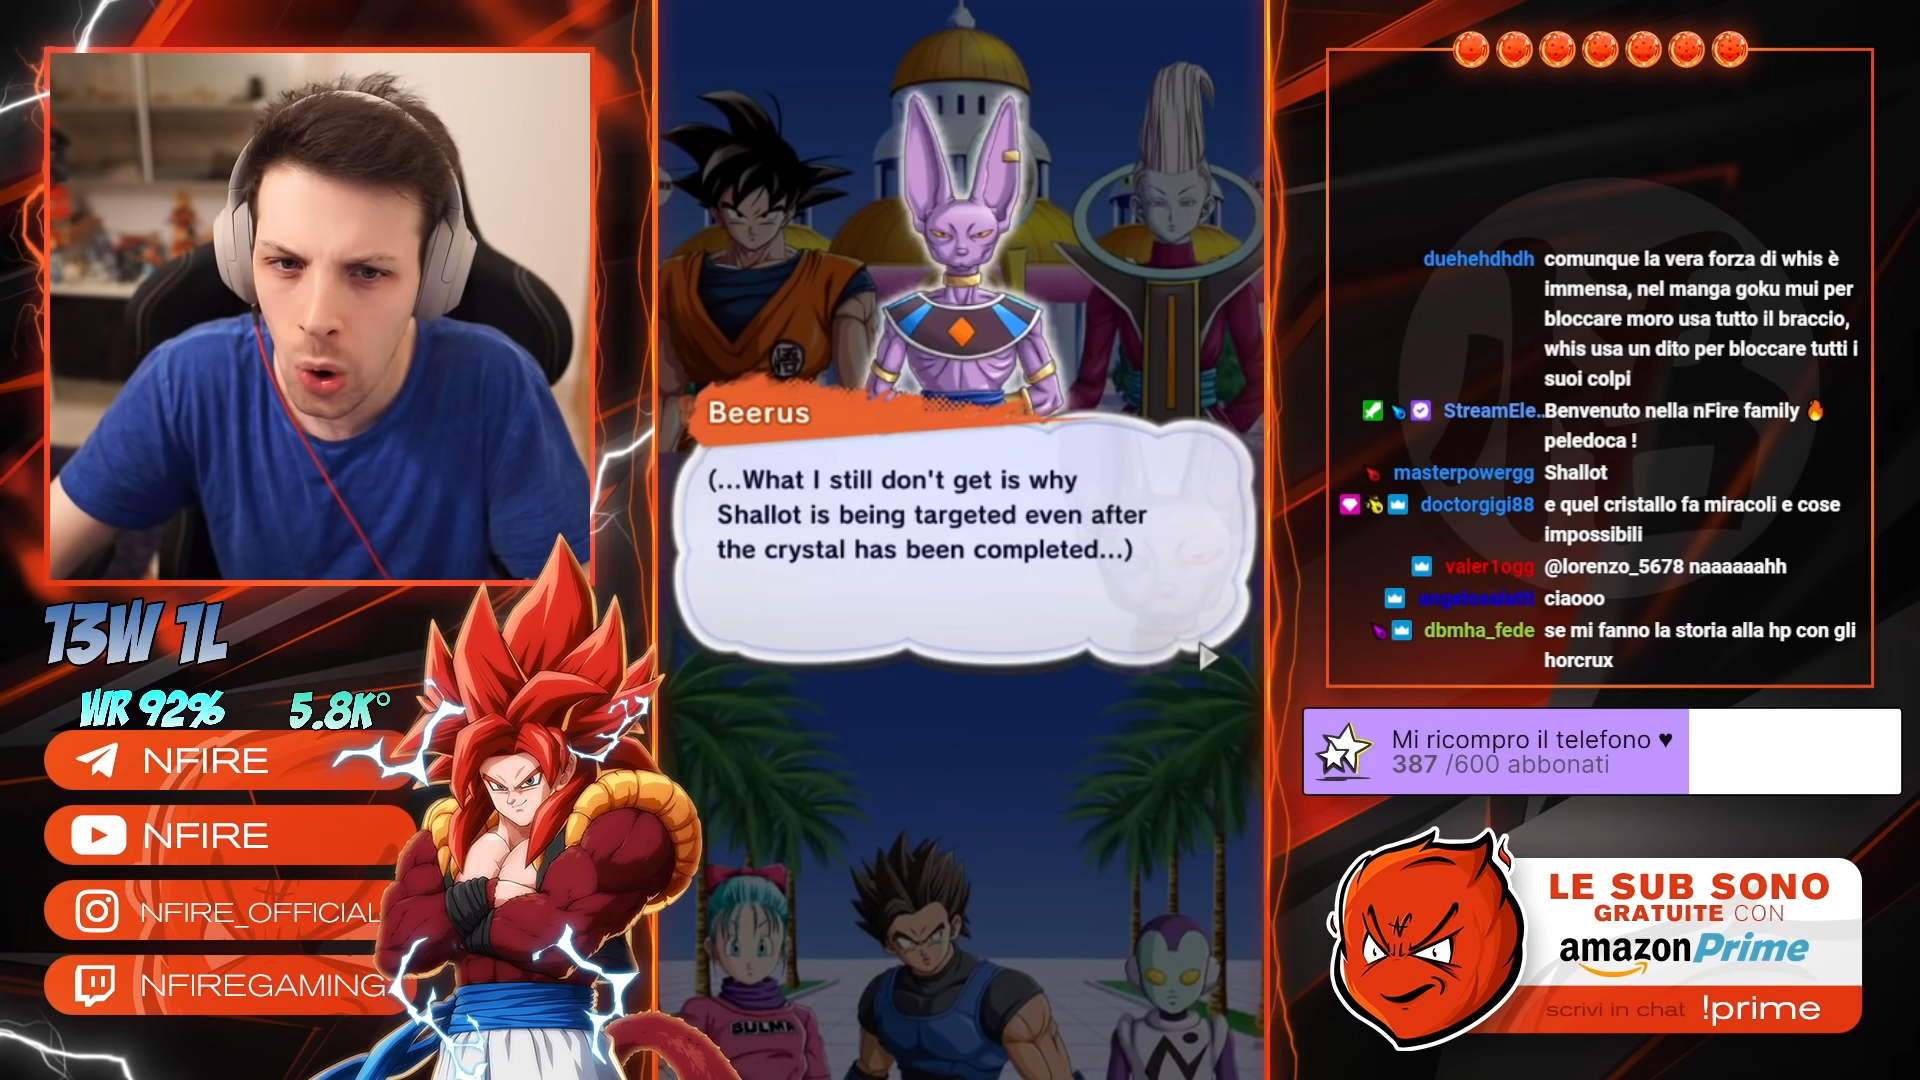 13W 1L
WR 92%
5.8K°
NFIRE
NFIRE
NFIRE_OFFICIAL
NFIREGAMING
悟
Beerus
(...What I still don't get is why
Shallot is being targeted even after
the crystal has been completed...)
BULMA
duehehdhdh comunque la vera forza di whis è
immensa, nel manga goku mui per
bloccare moro usa tutto il braccio,
whis usa un dito per bloccare tutti i
suoi colpi
StreamEle.. Benvenuto nella nFire family 🔥
peledoca !
masterpowergg Shallot
doctorgigi88 e quel cristallo fa miracoli e cose
impossibili
valer1ogg @lorenzo_5678 naaaaaahh
ciaooo
dbmha_fede se mi fanno la storia alla hp con gli
horcrux
Mi ricompro il telefono ♥
387 /600 abbonati
LE SUB SONO
GRATUITE CON
amazonPrime
scrivi in chat !prime